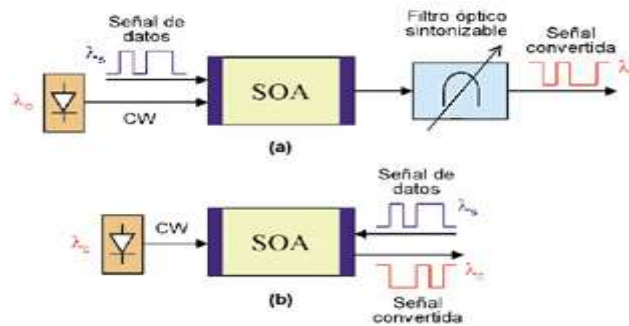 Señal de
datos
λs
Filtro óptico
sintonizable
Señal
convertida
λ
λc
CW
SOA
(a)
Señal de
datos
λs
λc
CW
SOA
λc
Señal
convertida
(b)